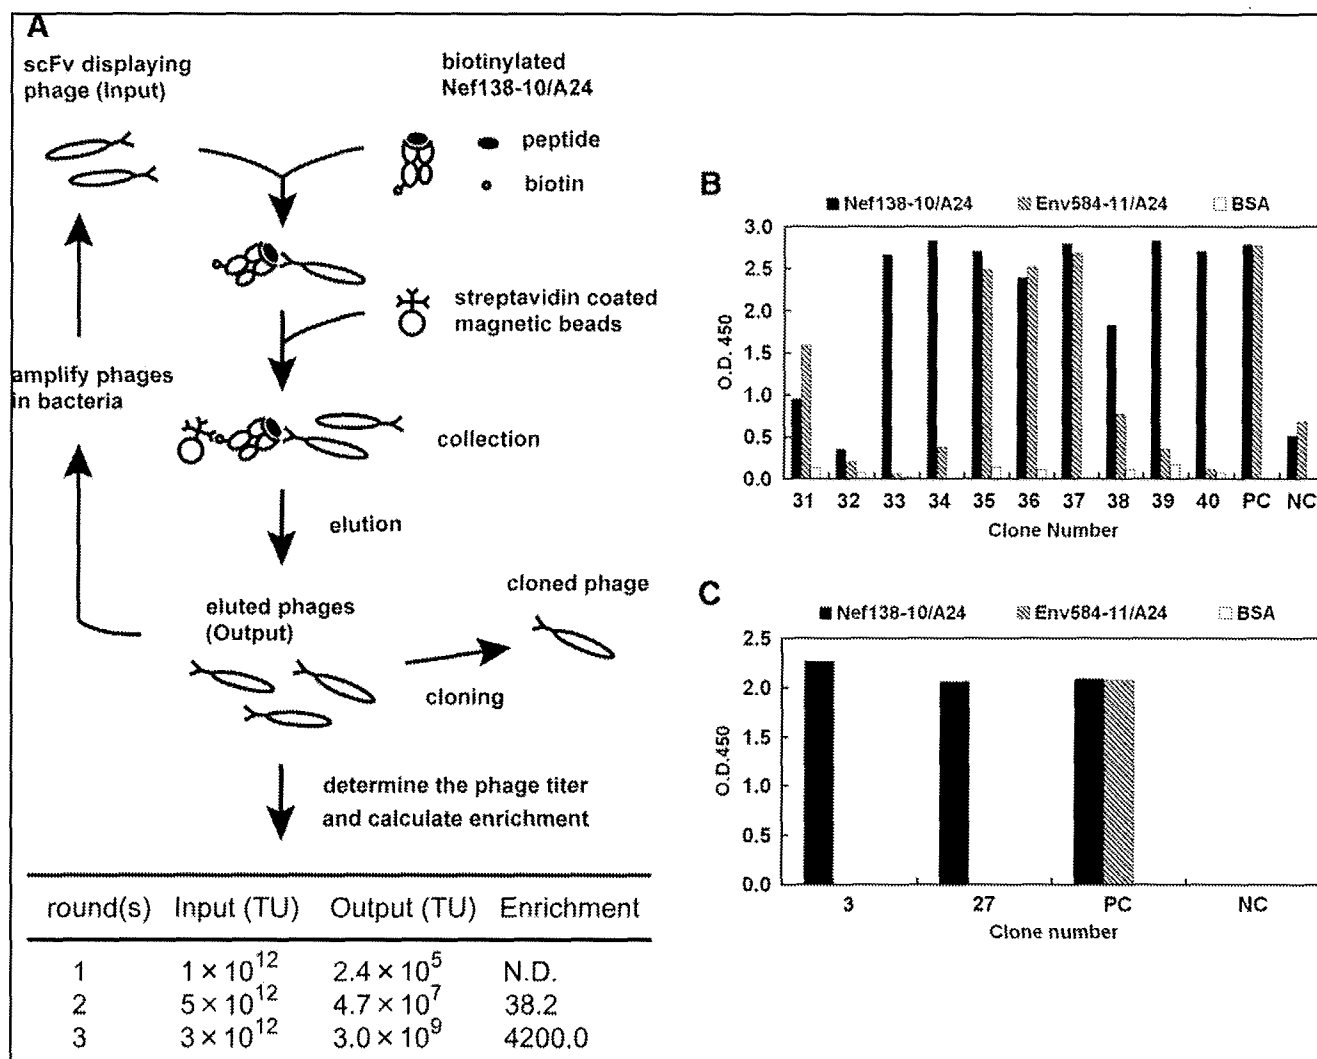 A
scFv displaying
phage (Input)
biotinylated
Nef138-10/A24
peptide
biotin
streptavidin coated
magnetic beads
amplify phages
in bacteria
collection
elution
eluted phages
(Output)
cloned phage
cloning
determine the phage titer
and calculate enrichment
round(s) Input (TU) Output (TU) Enrichment
1 1 × 10^12 2.4 × 10^5 N.D.
2 5 × 10^12 4.7 × 10^7 38.2
3 3 × 10^12 3.0 × 10^9 4200.0
B
Nef138-10/A24 Env584-11/A24 BSA
3.0
2.5
2.0
1.5
1.0
0.5
0.0
O.D. 450
31 32 33 34 35 36 37 38 39 40 PC NC
Clone Number
C
Nef138-10/A24 Env584-11/A24 BSA
2.5
2.0
1.5
1.0
0.5
0.0
O.D.450
3 27 PC NC
Clone number